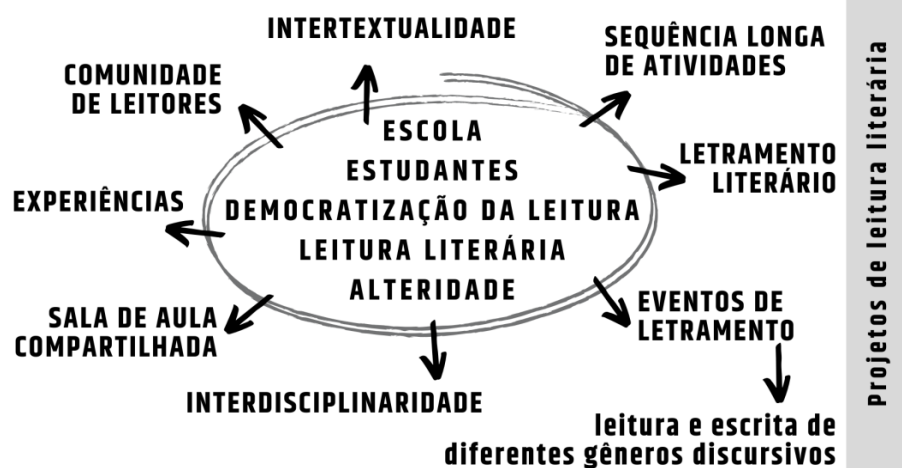 INTERTEXTUALIDADE
SEQUÊNCIA LONGA
DE ATIVIDADES
COMUNIDADE
DE LEITORES
ESCOLA
ESTUDANTES
DEMOCRATIZAÇÃO DA LEITURA
LEITURA LITERÁRIA
ALTERIDADE
LETRAMENTO
LITERÁRIO
EXPERIÊNCIAS
EVENTOS DE
LETRAMENTO
SALA DE AULA
COMPARTILHADA
INTERDISCIPLINARIDADE
leitura e escrita de
diferentes gêneros discursivos
Projetos de leitura literária